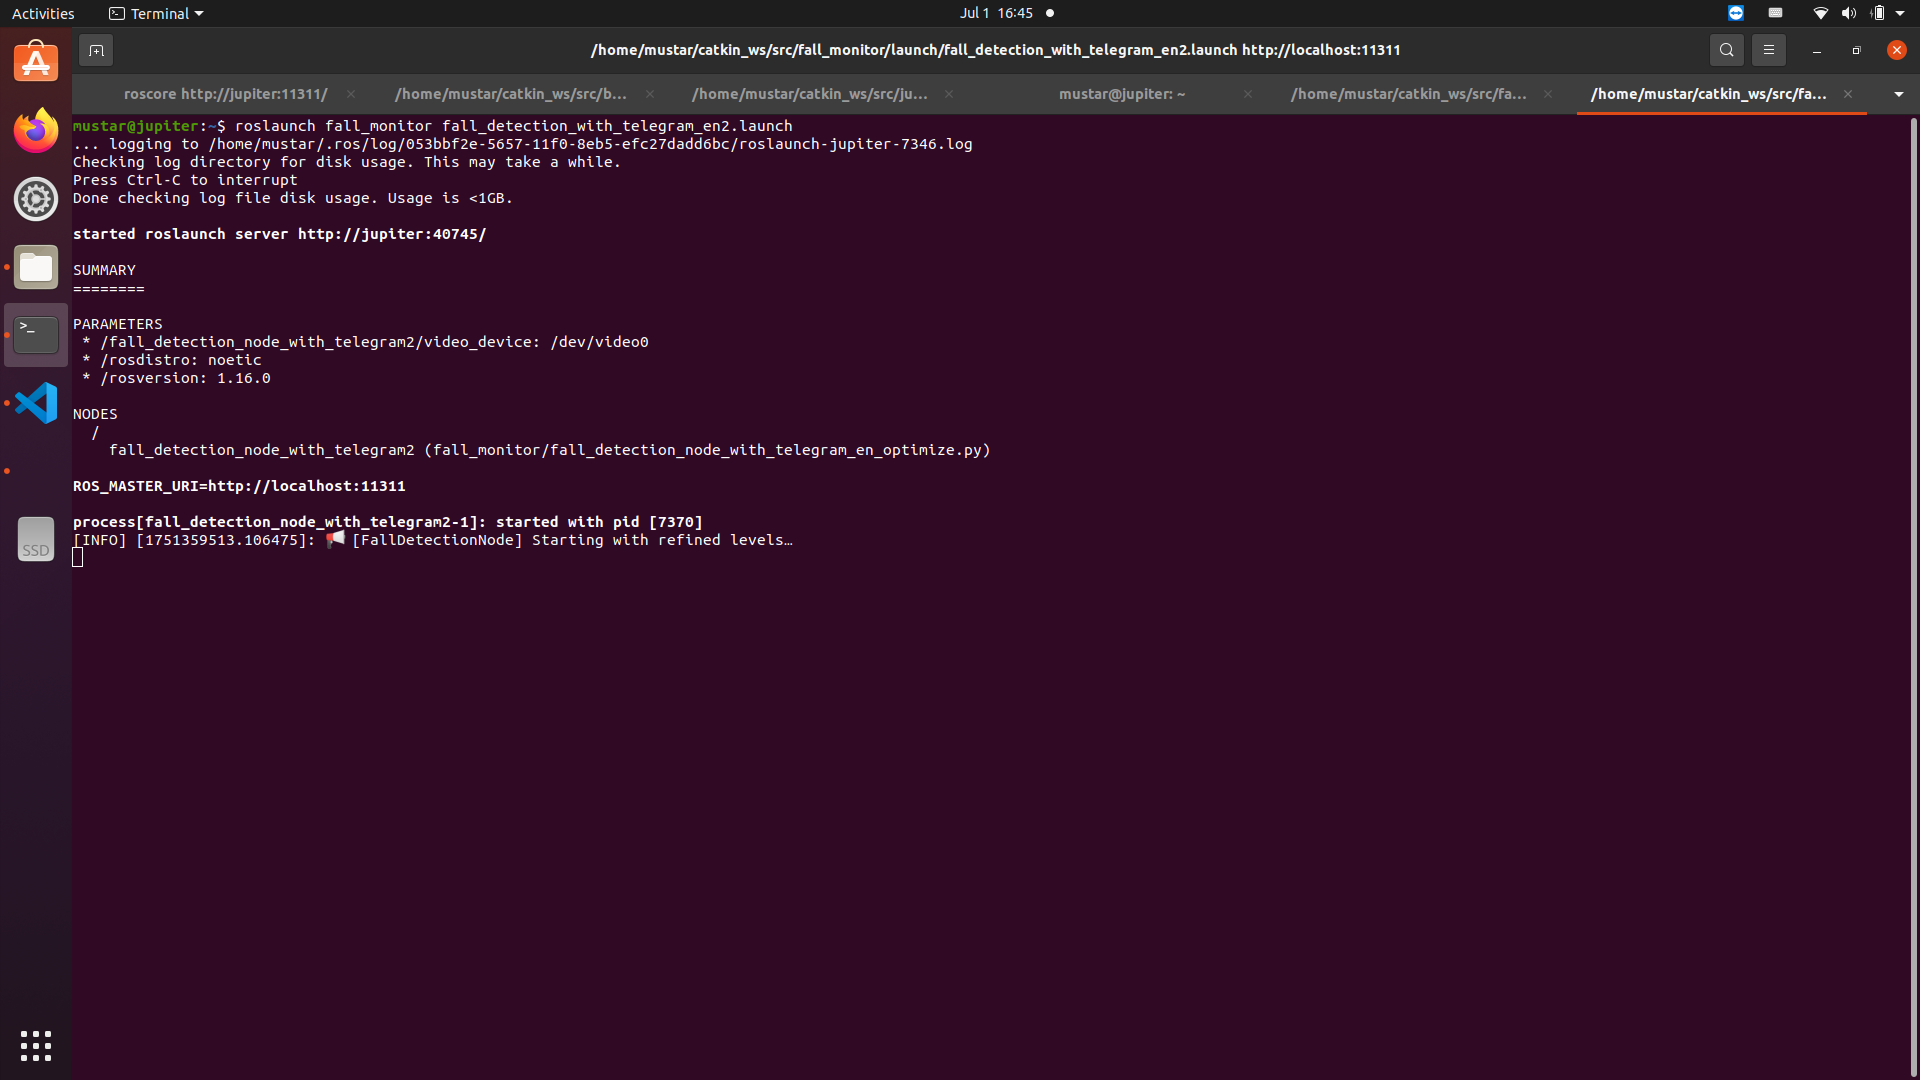 Activities
Terminal
Jul 1 16:45
/home/mustar/catkin_ws/src/fall_monitor/launch/fall_detection_with_telegram_en2.launch http://localhost:11311
roscore http://jupiter:11311/
/home/mustar/catkin_ws/src/b...
/home/mustar/catkin_ws/src/ju...
mustar@jupiter: ~
/home/mustar/catkin_ws/src/fa...
/home/mustar/catkin_ws/src/fa...
mustar@jupiter:~$ roslaunch fall_monitor fall_detection_with_telegram_en2.launch
... logging to /home/mustar/.ros/log/053bbf2e-5657-11f0-8eb5-efc27dadd6bc/roslaunch-jupiter-7346.log
Checking log directory for disk usage. This may take a while.
Press Ctrl-C to interrupt
Done checking log file disk usage. Usage is <1GB.
started roslaunch server http://jupiter:40745/
SUMMARY
========
PARAMETERS
* /fall_detection_node_with_telegram2/video_device: /dev/video0
* /rosdistro: noetic
* /rosversion: 1.16.0
NODES
/
fall_detection_node_with_telegram2 (fall_monitor/fall_detection_node_with_telegram_en_optimize.py)
ROS_MASTER_URI=http://localhost:11311
process[fall_detection_node_with_telegram2-1]: started with pid [7370]
[INFO] [1751359513.106475]: 📢 [FallDetectionNode] Starting with refined levels…
>_
SSD